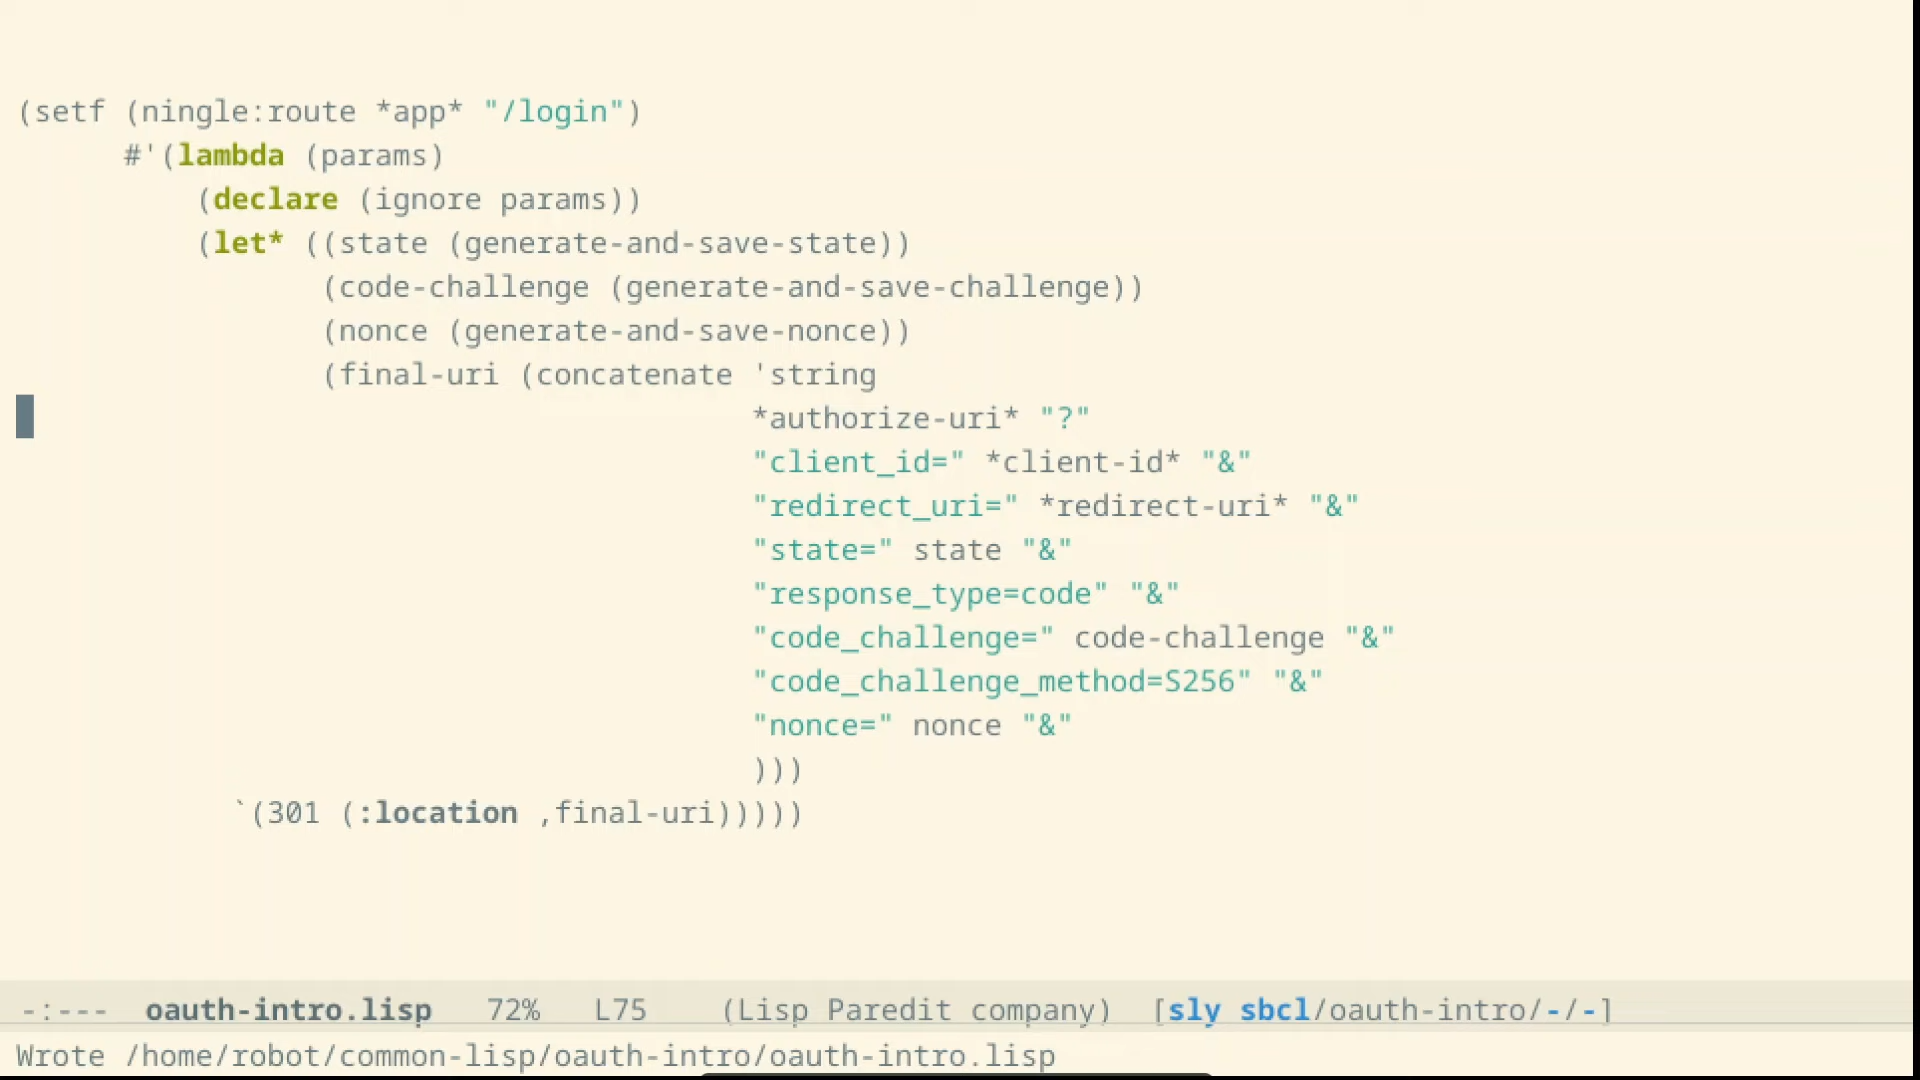 (setf (ningle:route *app* "/login")
#'(lambda (params)
(declare (ignore params))
(let* ((state (generate-and-save-state))
(code-challenge (generate-and-save-challenge))
(nonce (generate-and-save-nonce))
(final-uri (concatenate 'string
*authorize-uri* "?"
"client_id=" *client-id* "&"
"redirect_uri=" *redirect-uri* "&"
"state=" state "&"
"response_type=code" "&"
"code_challenge=" code-challenge "&"
"code_challenge_method=S256" "&"
"nonce=" nonce "&"
)))
`(301 (:location ,final-uri)))))
-:--- oauth-intro.lisp 72% L75 (Lisp Paredit company) [sly sbcl/oauth-intro/-/-]
Wrote /home/robot/common-lisp/oauth-intro/oauth-intro.lisp